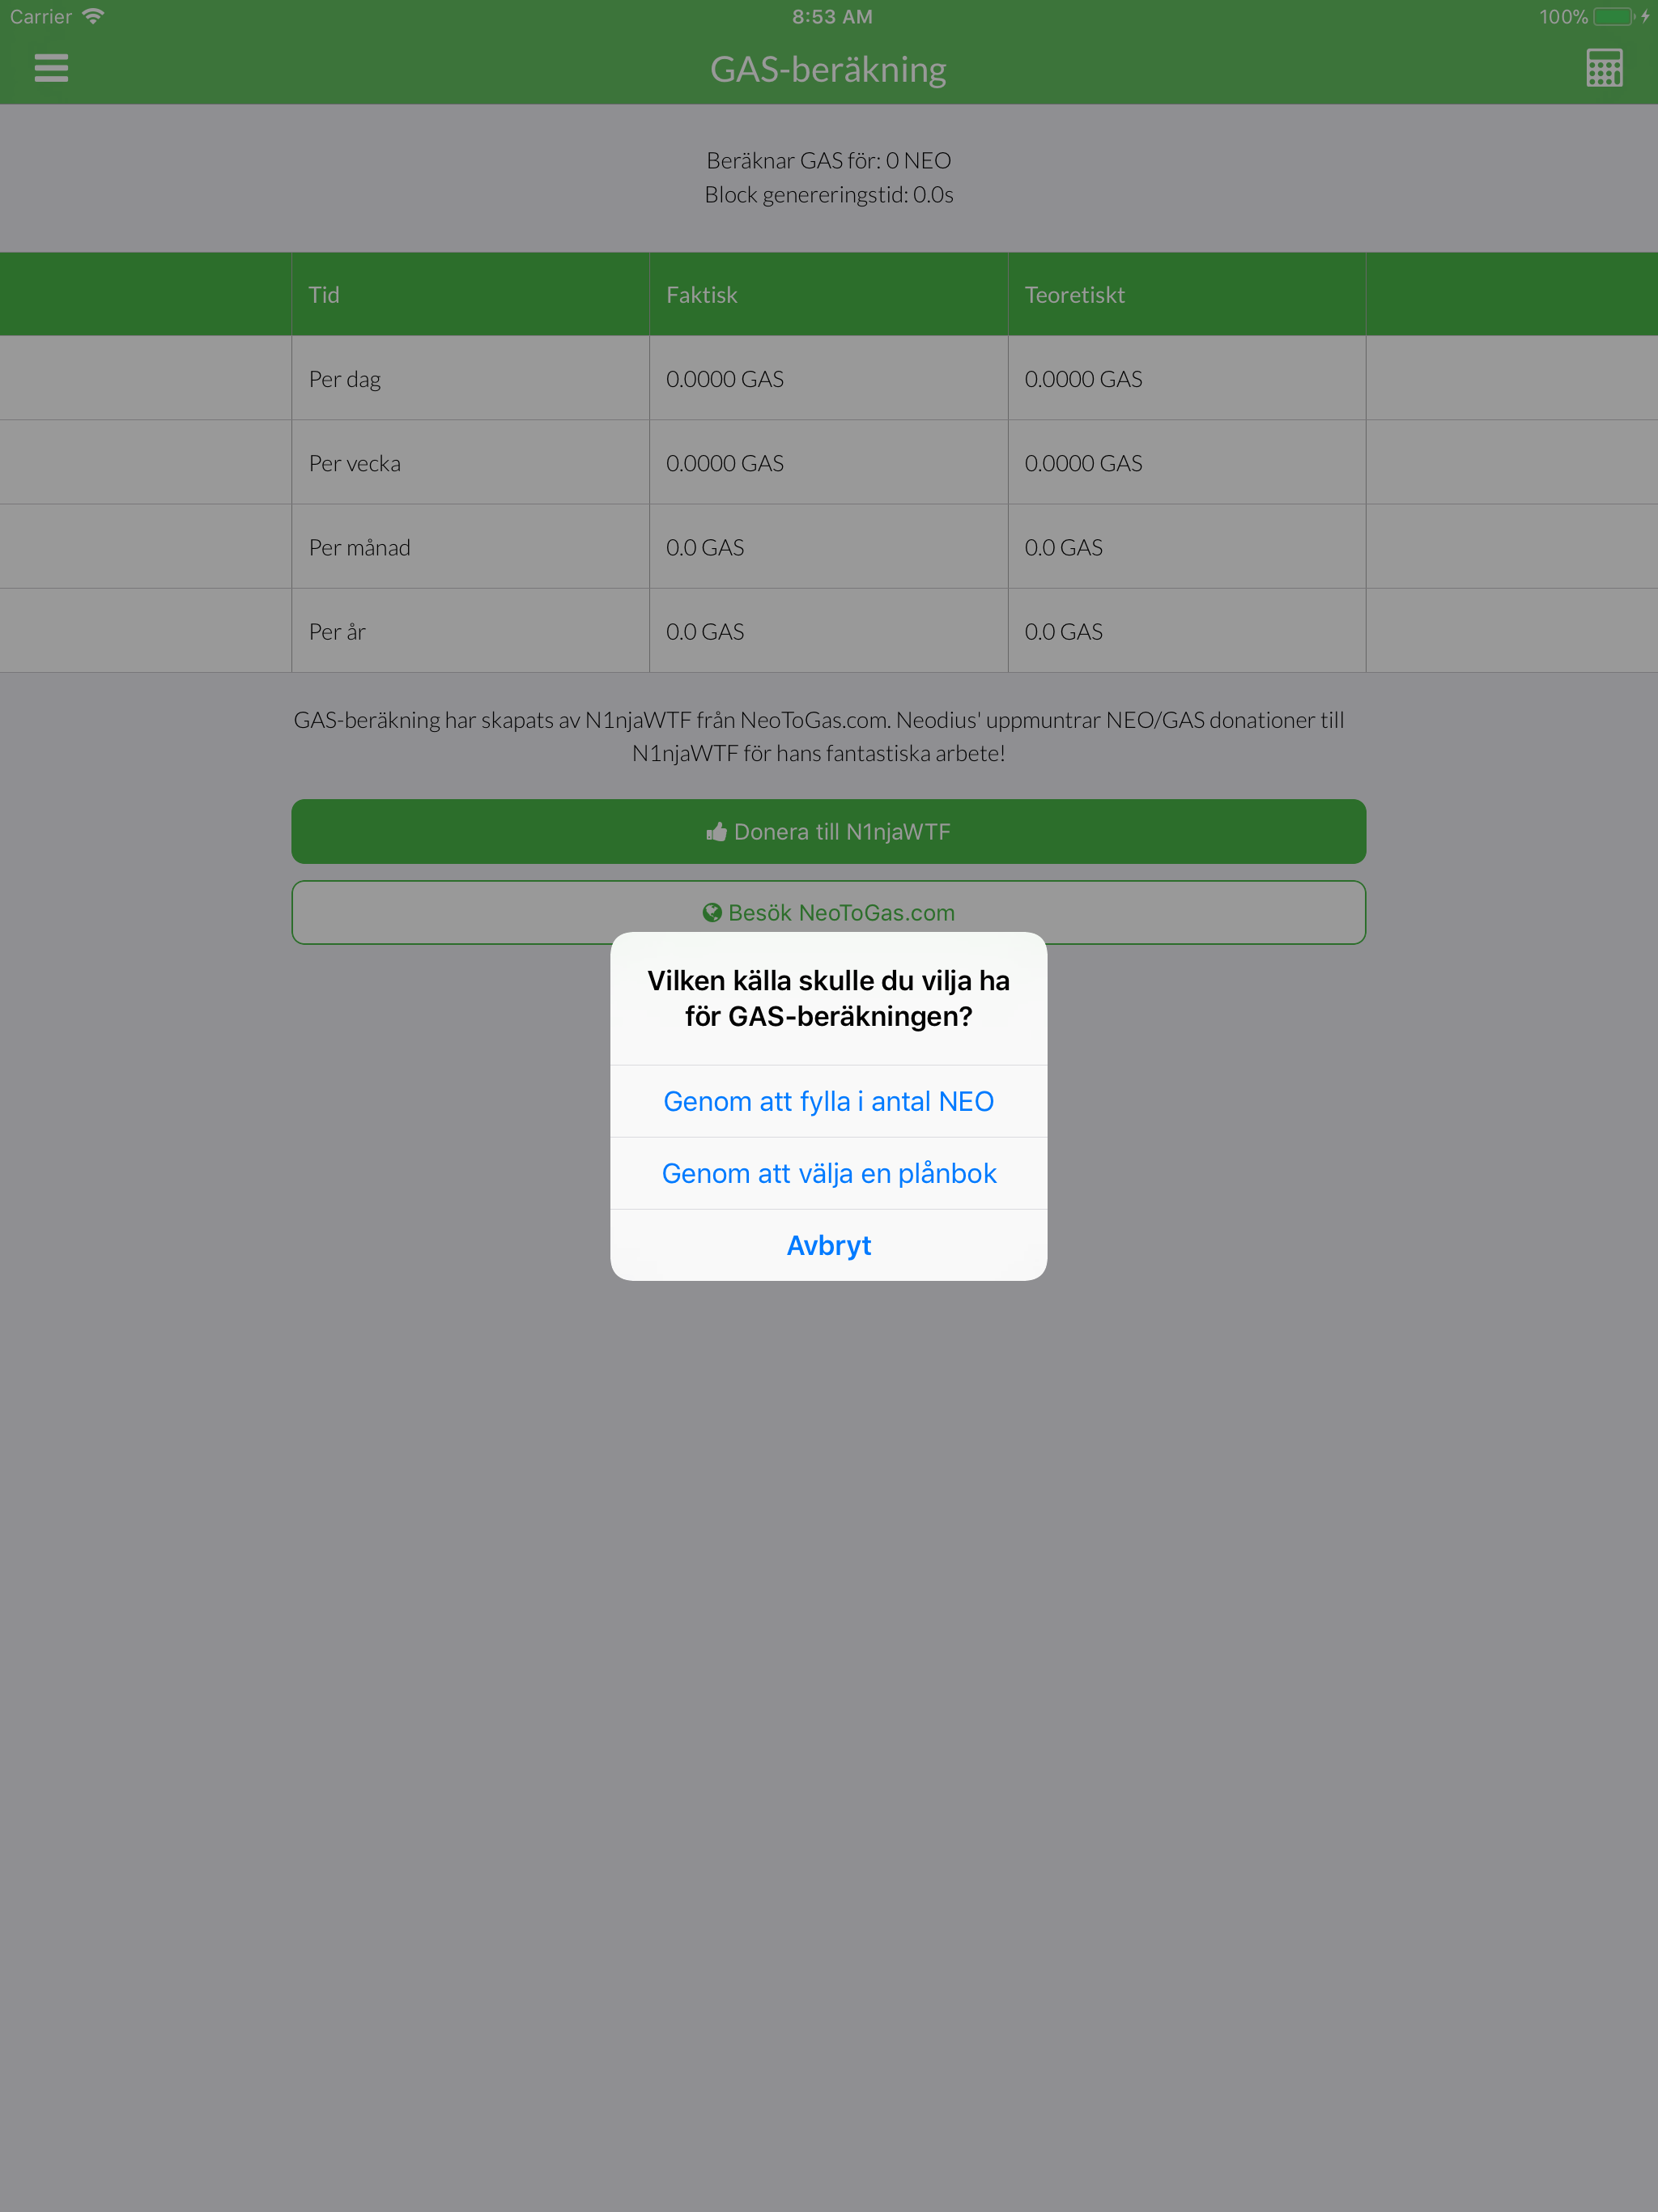 Carrier 8:53 AM 100%
GAS-beräkning
Beräknar GAS för: 0 NEO
Block genereringstid: 0.0s
Tid Faktisk Teoretiskt
Per dag 0.0000 GAS 0.0000 GAS
Per vecka 0.0000 GAS 0.0000 GAS
Per månad 0.0 GAS 0.0 GAS
Per år 0.0 GAS 0.0 GAS
GAS-beräkning har skapats av N1njaWTF från NeoToGas.com. Neodius' uppmuntrar NEO/GAS donationer till
N1njaWTF för hans fantastiska arbete!
Donera till N1njaWTF
Besök NeoToGas.com
Vilken källa skulle du vilja ha
för GAS-beräkningen?
Genom att fylla i antal NEO
Genom att välja en plånbok
Avbryt